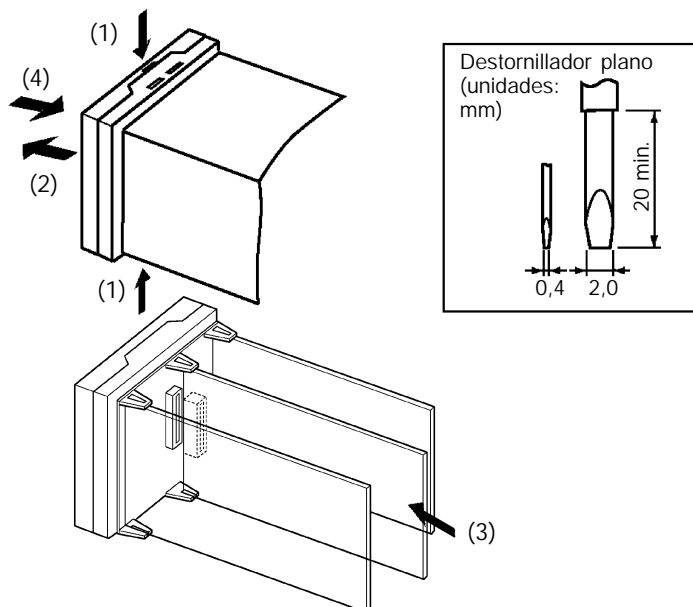 (1)
(4)
(2)
(1)
Destornillador plano
(unidades:
mm)
20 min.
0,4
2,0
(3)